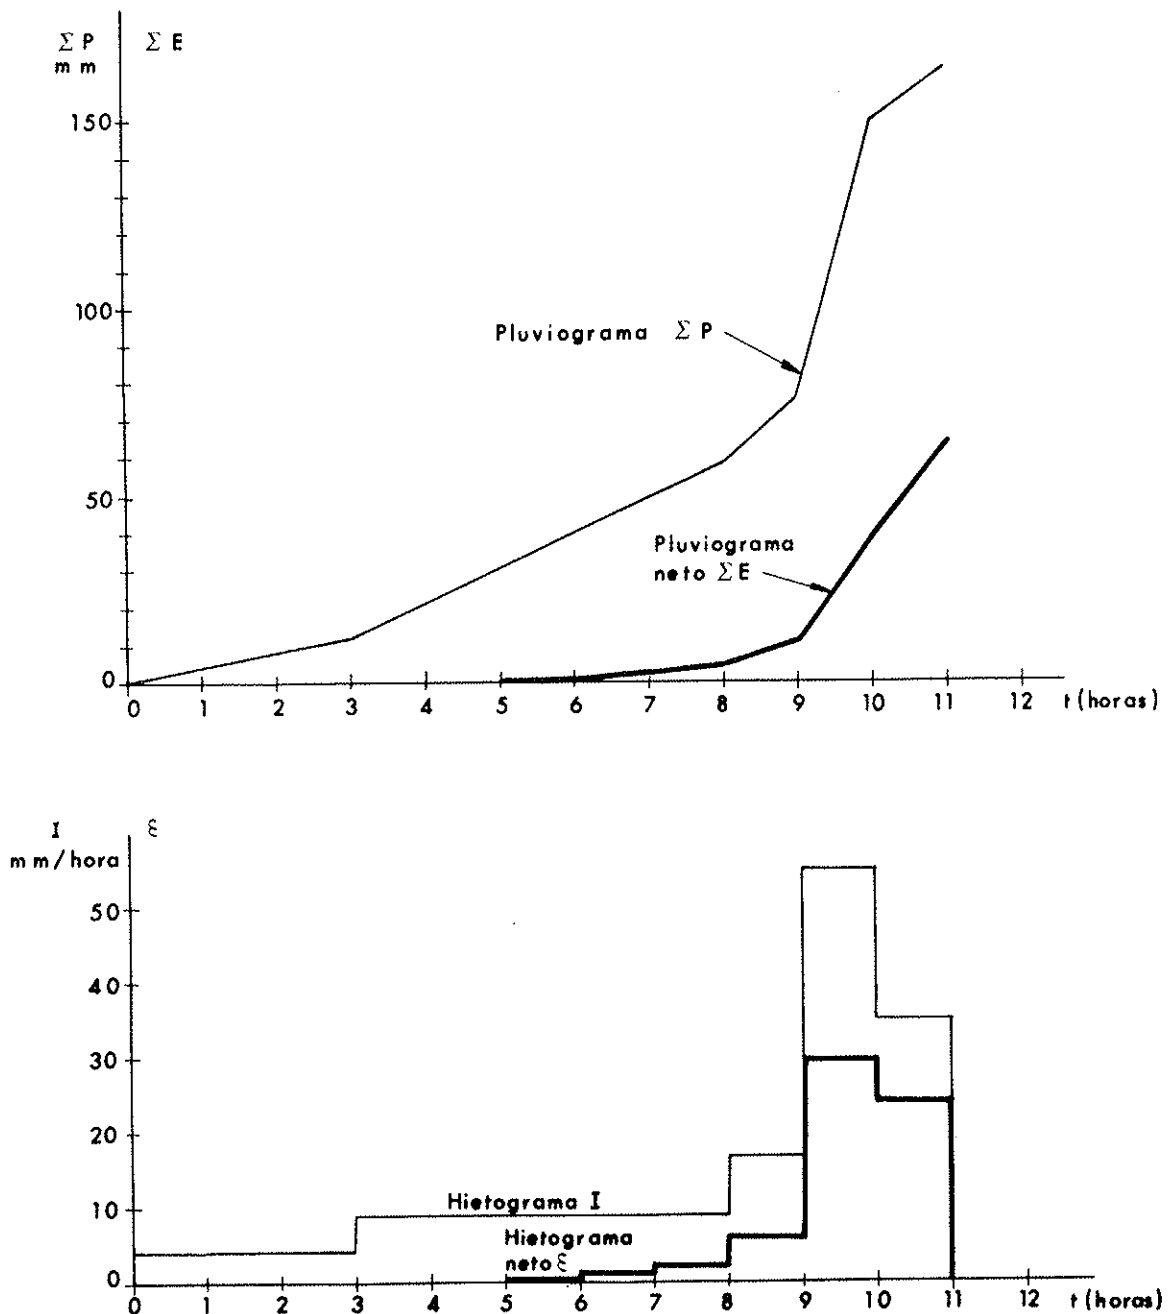 Σ P Σ E
mm
150
100
Pluviograma Σ P
50
Pluviograma
neto Σ E
0
0 1 2 3 4 5 6 7 8 9 10 11 12 t (horas)
I ξ
mm/hora
50
40
30
20
10
Hietograma I
Hietograma
neto ξ
0
0 1 2 3 4 5 6 7 8 9 10 11 12 t (horas)